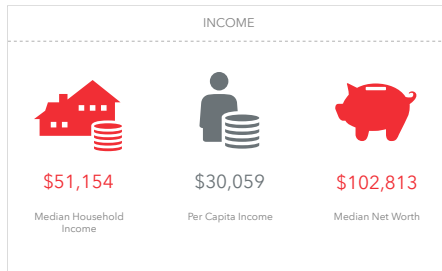 INCOME
$51,154
$30,059
$102,813
Median Household
Income
Per Capita Income
Median Net Worth